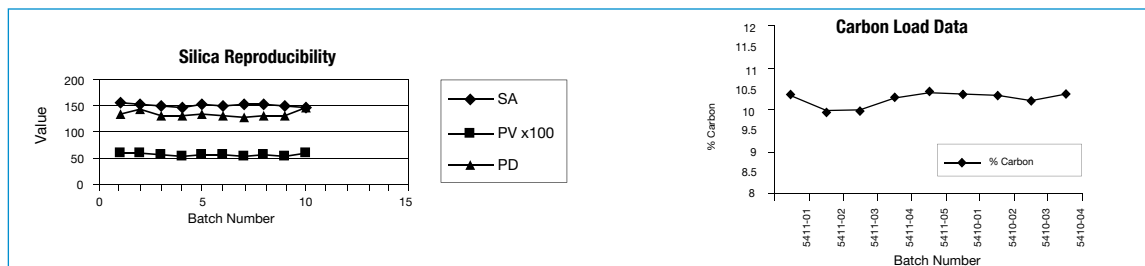 Silica Reproducibility
200
150
100
50
0
Value
0 5 10 15
Batch Number
SA
PV x100
PD
Carbon Load Data
12
11.5
11
10.5
10
9.5
9
8.5
8
% Carbon
% Carbon
5411-01
5411-02
5411-03
5411-04
5411-05
5410-01
5410-02
5410-03
5410-04
Batch Number